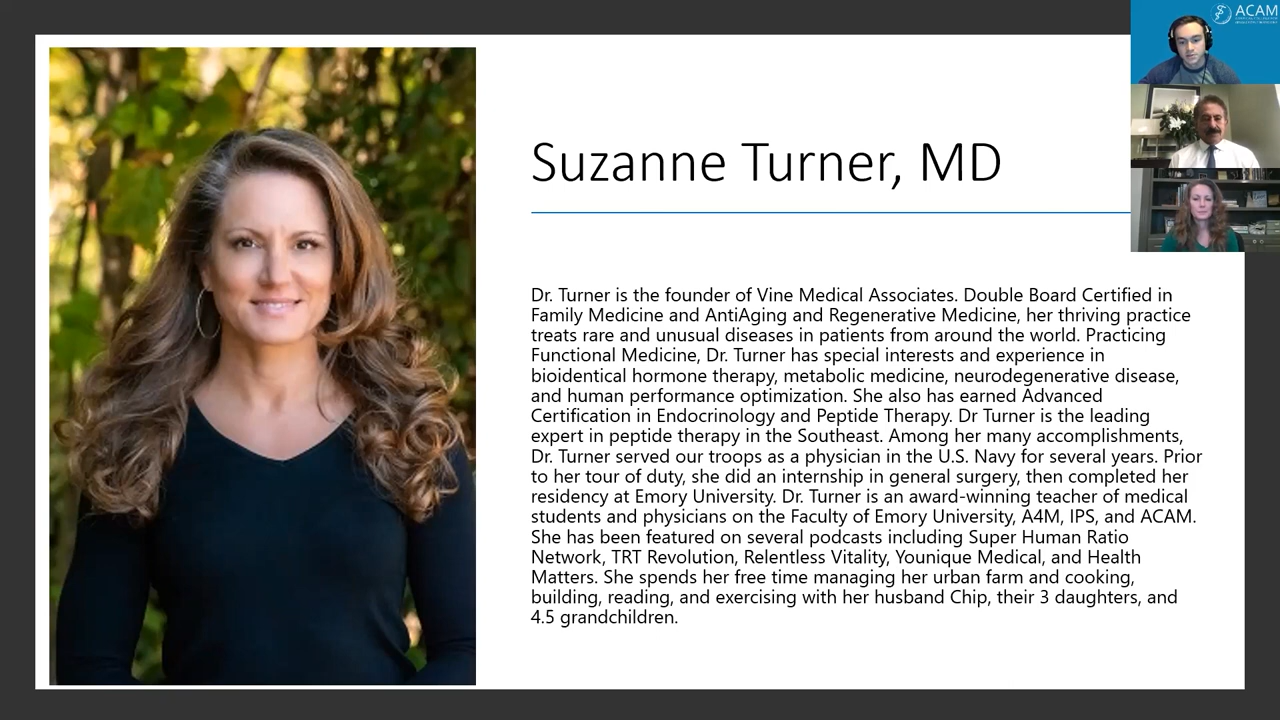 ACAM
Suzanne Turner, MD
Dr. Turner is the founder of Vine Medical Associates. Double Board Certified in
Family Medicine and AntiAging and Regenerative Medicine, her thriving practice
treats rare and unusual diseases in patients from around the world. Practicing
Functional Medicine, Dr. Turner has special interests and experience in
bioidentical hormone therapy, metabolic medicine, neurodegenerative disease,
and human performance optimization. She also has earned Advanced
Certification in Endocrinology and Peptide Therapy. Dr Turner is the leading
expert in peptide therapy in the Southeast. Among her many accomplishments,
Dr. Turner served our troops as a physician in the U.S. Navy for several years. Prior
to her tour of duty, she did an internship in general surgery, then completed her
residency at Emory University. Dr. Turner is an award-winning teacher of medical
students and physicians on the Faculty of Emory University, A4M, IPS, and ACAM.
She has been featured on several podcasts including Super Human Ratio
Network, TRT Revolution, Relentless Vitality, Younique Medical, and Health
Matters. She spends her free time managing her urban farm and cooking,
building, reading, and exercising with her husband Chip, their 3 daughters, and
4.5 grandchildren.